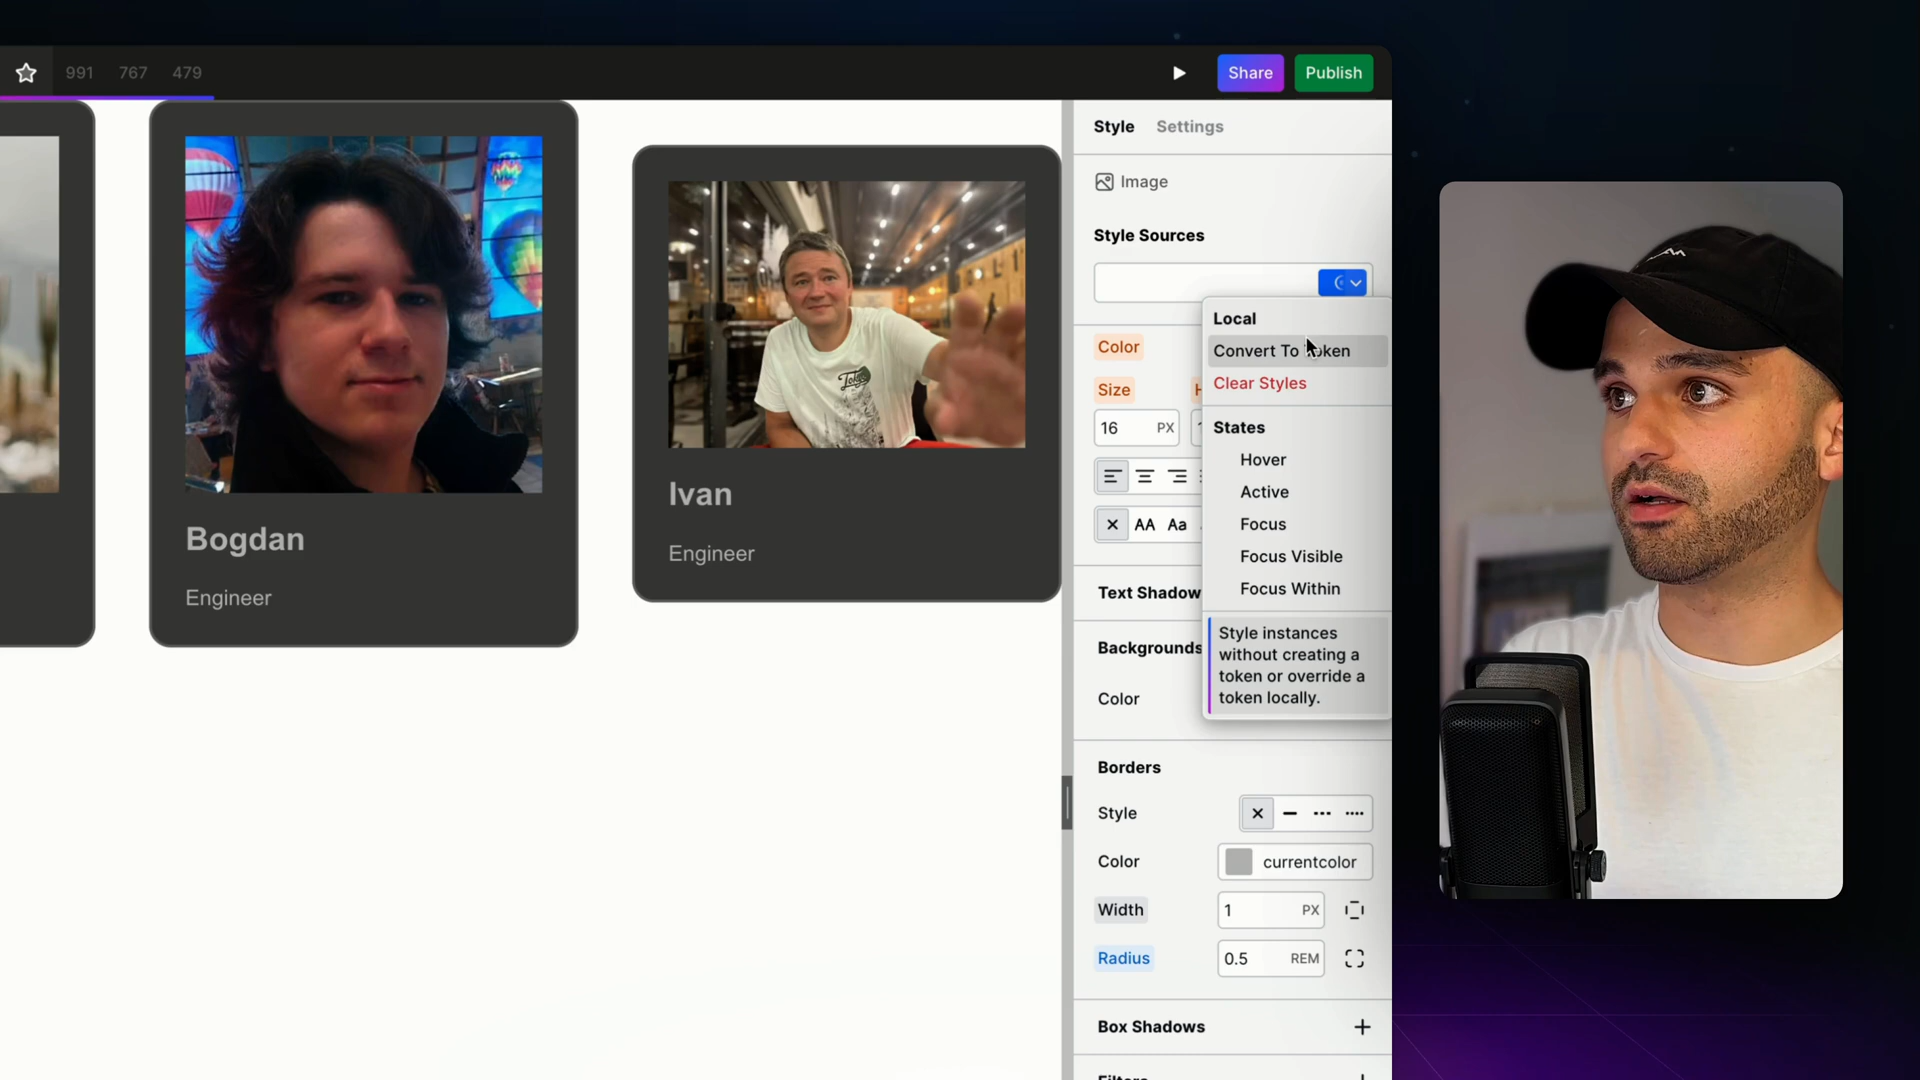 991 767 479
Share
Publish
Style Settings
Image
Style Sources
Local
Convert To Token
Clear Styles
States
Hover
Active
Focus
Focus Visible
Focus Within
Style instances
without creating a
token or override a
token locally.
Color
Size
16 PX
AA Aa
Text Shadow
Backgrounds
Color
Borders
Style
Color currentcolor
Width 1 PX
Radius 0.5 REM
Box Shadows
Bogdan
Engineer
Ivan
Engineer